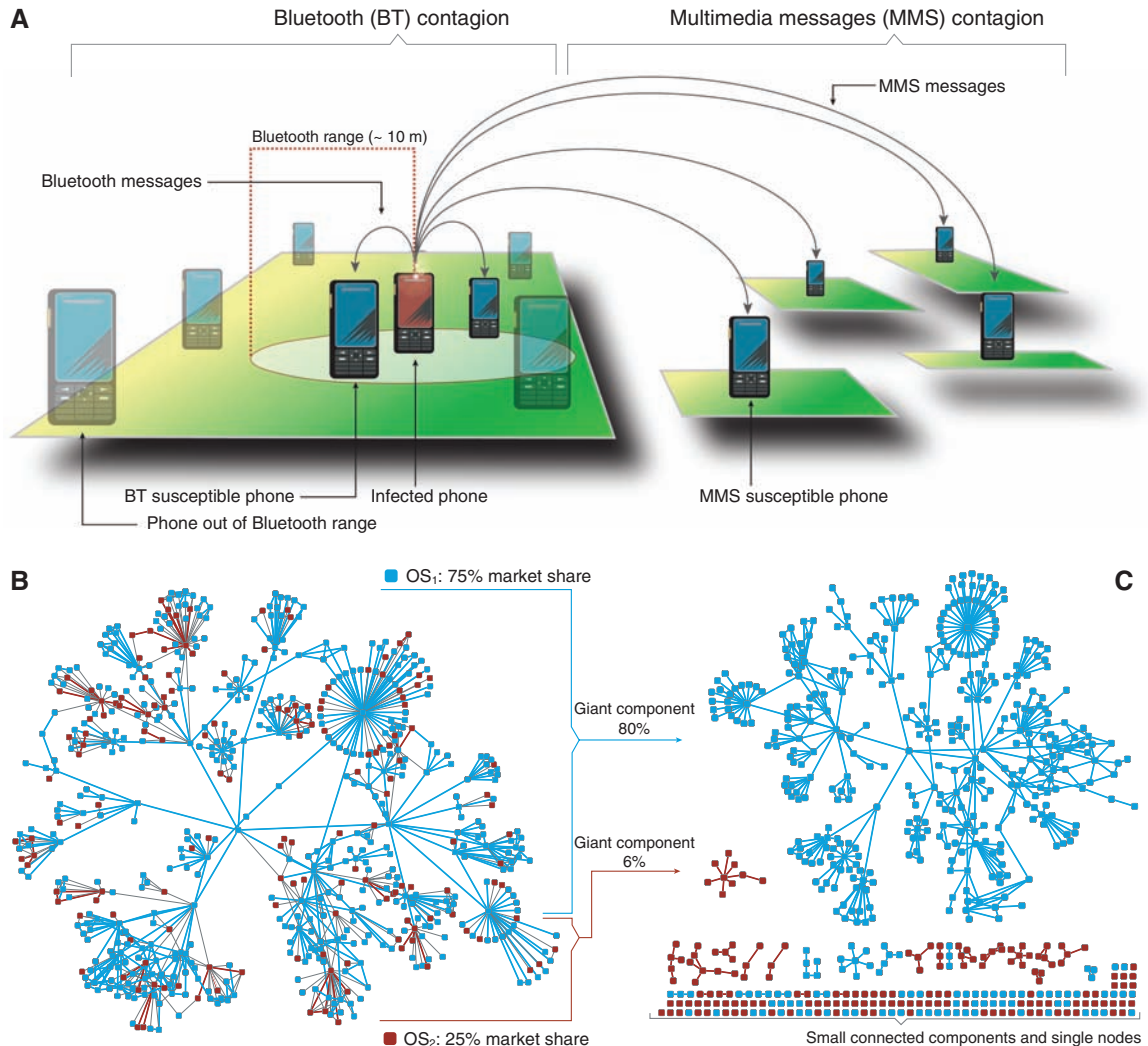 A
Bluetooth (BT) contagion
Multimedia messages (MMS) contagion
MMS messages
Bluetooth range (~ 10 m)
Bluetooth messages
BT susceptible phone
Infected phone
MMS susceptible phone
Phone out of Bluetooth range
B
OS₁: 75% market share
C
Giant component
80%
Giant component
6%
OS₂: 25% market share
Small connected components and single nodes